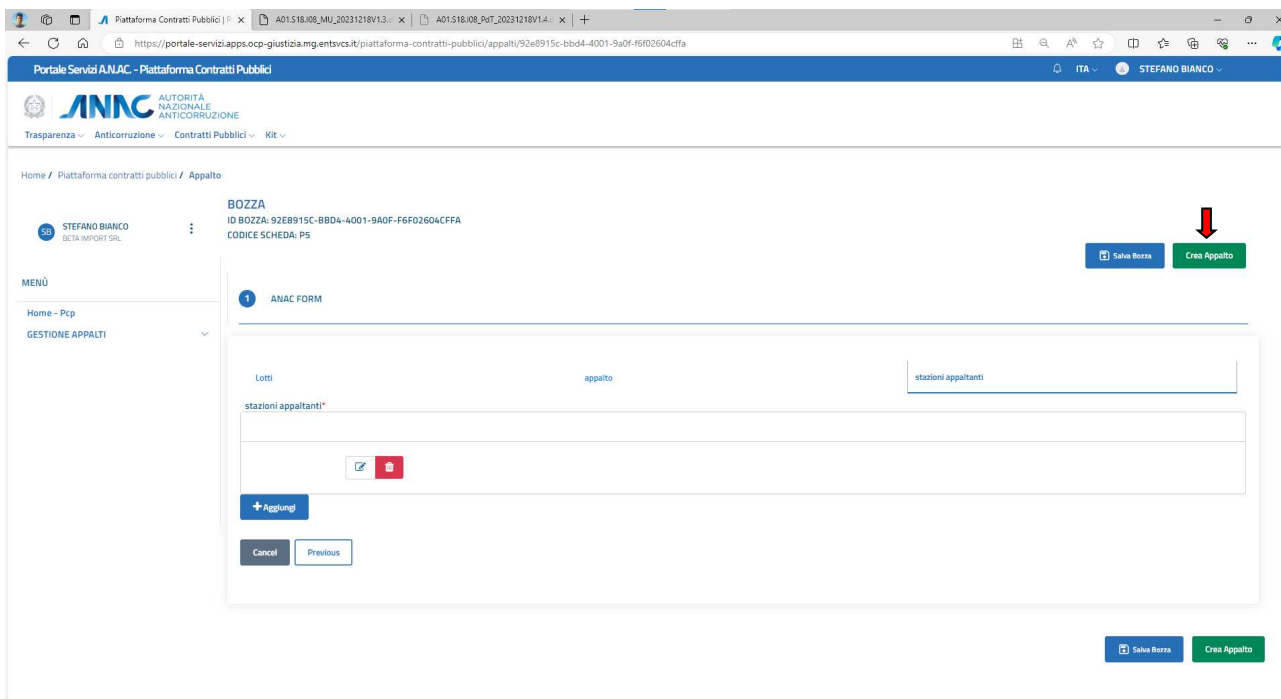 Piattaforma Contratti Pubblici | P
A01.S18.I08_MU_20231218V1.3.
A01.S18.I08_PdT_20231218V1.4.
https://portale-servizi.apps.ocp-giustizia.mg.entsvcs.it/piattaforma-contratti-pubblici/appalti/92e8915c-bbd4-4001-9a0f-f6f02604cffa
Portale Servizi A.N.AC. - Piattaforma Contratti Pubblici
ITA
STEFANO BIANCO
ANAC
AUTORITÀ
NAZIONALE
ANTICORRUZIONE
Trasparenza
Anticorruzione
Contratti Pubblici
Kit
Home / Piattaforma contratti pubblici / Appalto
BOZZA
ID BOZZA: 92E8915C-BBD4-4001-9A0F-F6F02604CFFA
CODICE SCHEDA: P5
SB
STEFANO BIANCO
BETA IMPORT SRL
Salva Bozza
Crea Appalto
MENÙ
Home - Pcp
GESTIONE APPALTI
1 ANAC FORM
Lotti
appalto
stazioni appaltanti
stazioni appaltanti*
+ Aggiungi
Cancel
Previous
Salva Bozza
Crea Appalto